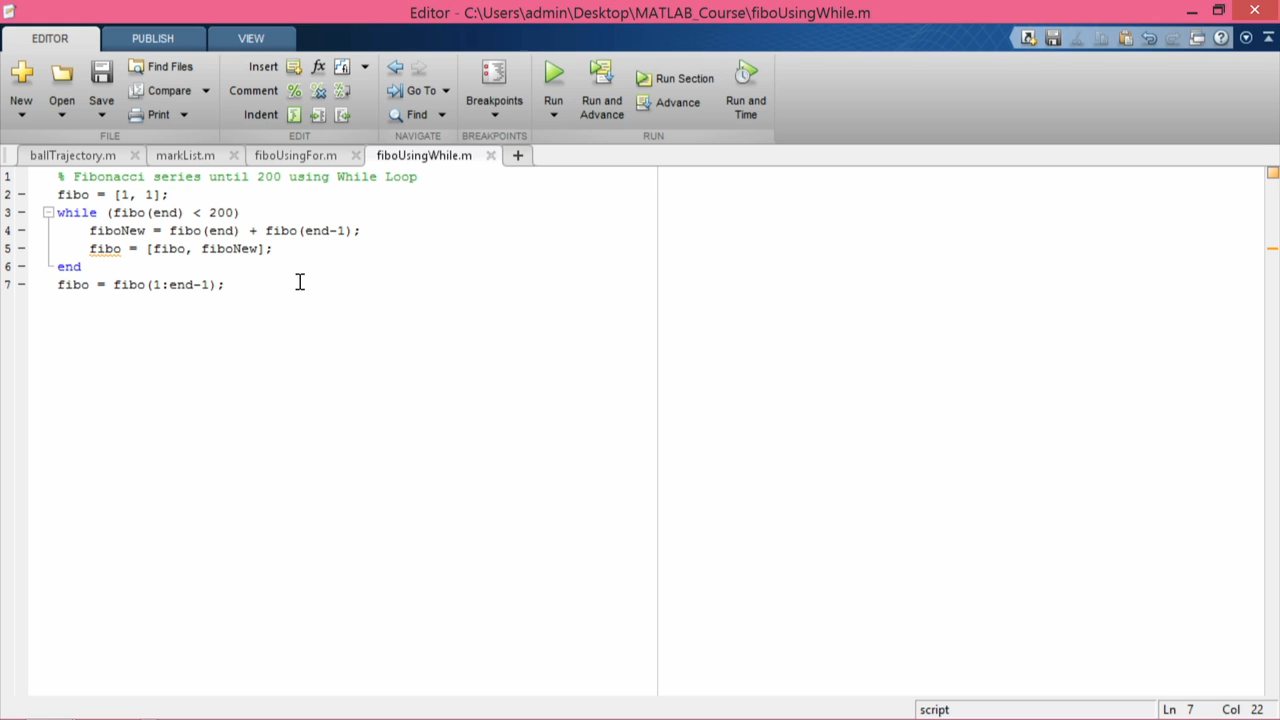 Editor - C:\Users\admin\Desktop\MATLAB_Course\fiboUsingWhile.m
EDITOR PUBLISH VIEW
Find Files Insert fx Run Section
Compare Comment Go To
New Open Save Breakpoints Run Run and Advance Advance Run and Time
Print Indent Find
FILE EDIT NAVIGATE BREAKPOINTS RUN
ballTrajectory.m markList.m fiboUsingFor.m fiboUsingWhile.m
1 % Fibonacci series until 200 using While Loop
2 – fibo = [1, 1];
3 – while (fibo(end) < 200)
4 – fiboNew = fibo(end) + fibo(end-1);
5 – fibo = [fibo, fiboNew];
6 – end
7 – fibo = fibo(1:end-1);
script Ln 7 Col 22